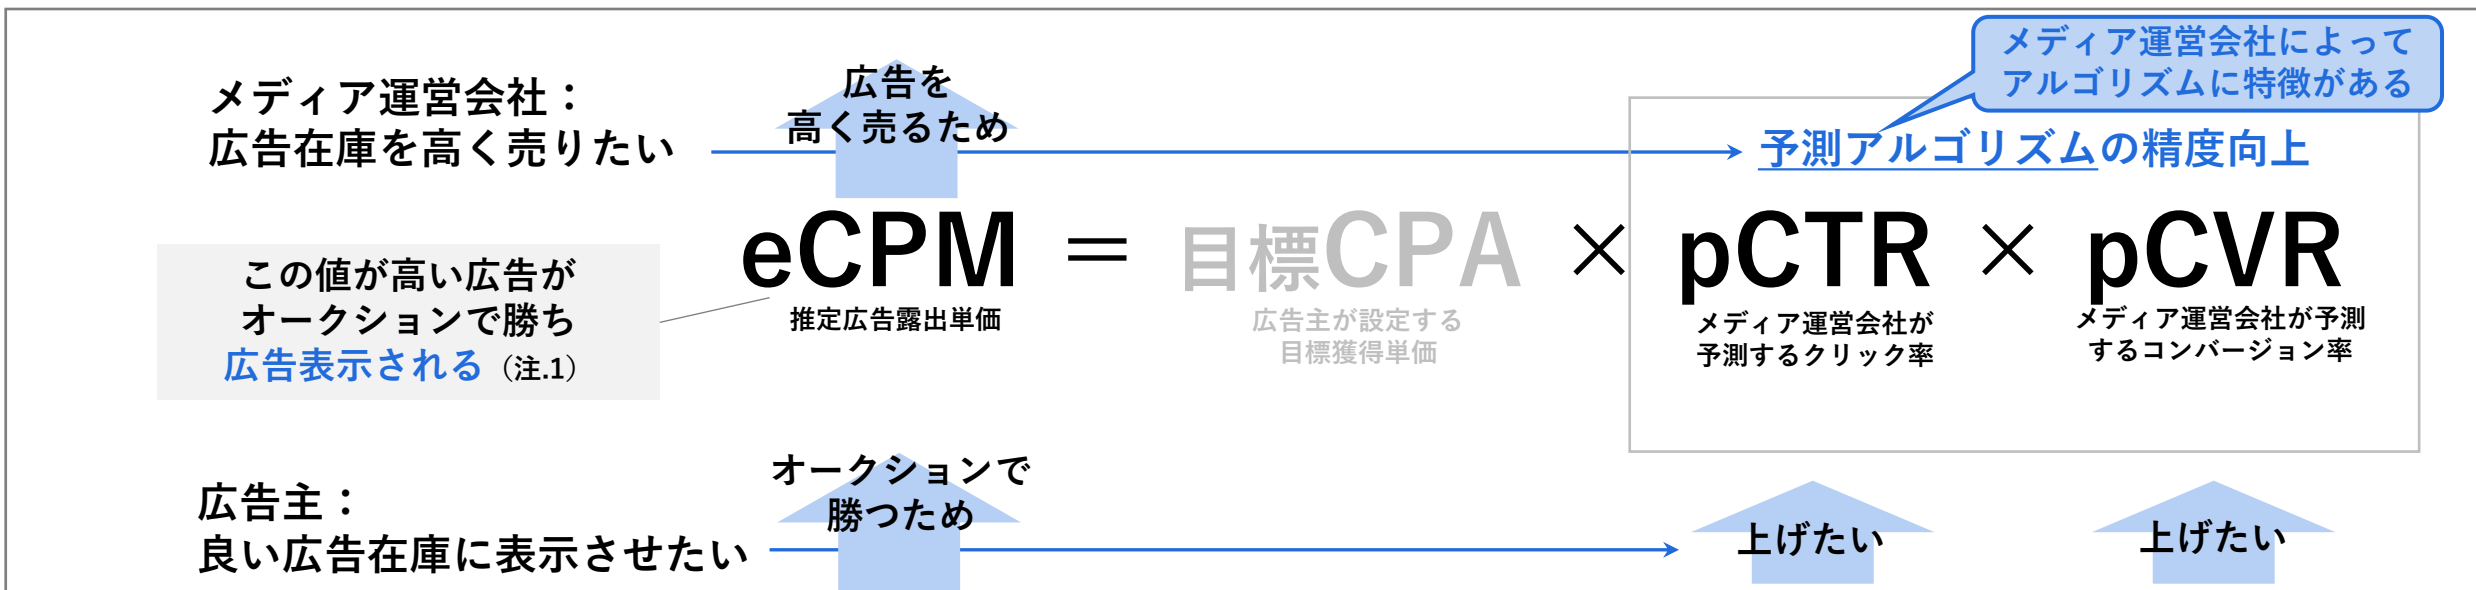 メディア運営会社によって
アルゴリズムに特徴がある
メディア運営会社：
広告在庫を高く売りたい
広告を
高く売るため
予測アルゴリズムの精度向上
この値が高い広告が
オークションで勝ち
広告表示される（注.1）
eCPM ＝ 目標CPA × pCTR × pCVR
推定広告露出単価
広告主が設定する
目標獲得単価
メディア運営会社が
予測するクリック率
メディア運営会社が予測
するコンバージョン率
広告主：
良い広告在庫に表示させたい
オークションで
勝つため
上げたい
上げたい